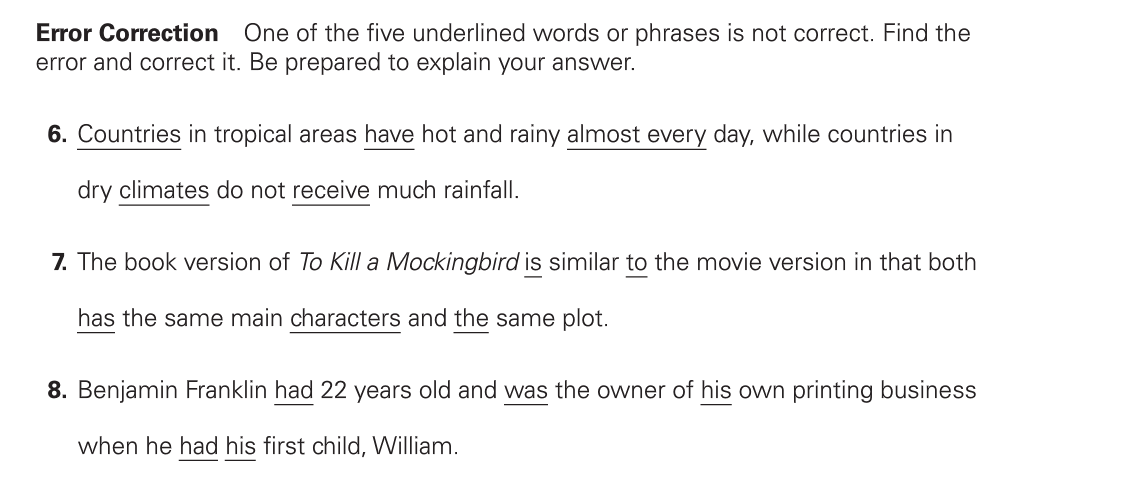 Error Correction One of the five underlined words or phrases is not correct. Find the
error and correct it. Be prepared to explain your answer.
6. Countries in tropical areas have hot and rainy almost every day, while countries in
dry climates do not receive much rainfall.
7. The book version of To Kill a Mockingbird is similar to the movie version in that both
has the same main characters and the same plot.
8. Benjamin Franklin had 22 years old and was the owner of his own printing business
when he had his first child, William.